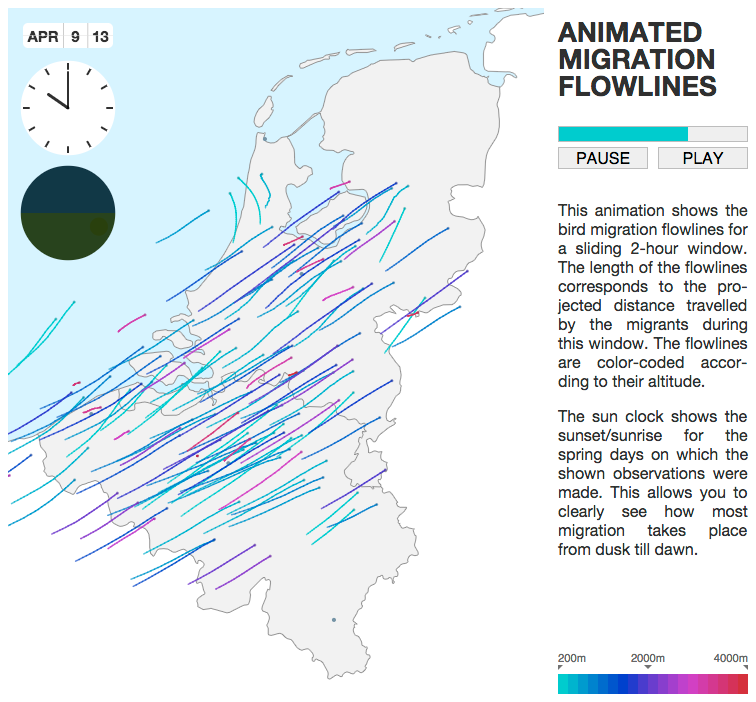 APR 9 13
ANIMATED
MIGRATION
FLOWLINES
PAUSE PLAY
This animation shows the
bird migration flowlines for
a sliding 2-hour window.
The length of the flowlines
corresponds to the pro-
jected distance travelled
by the migrants during
this window. The flowlines
are color-coded accor-
ding to their altitude.
The sun clock shows the
sunset/sunrise for the
spring days on which the
shown observations were
made. This allows you to
clearly see how most
migration takes place
from dusk till dawn.
200m 2000m 4000m